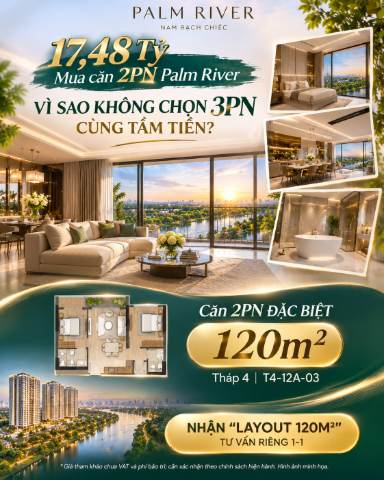 PALM RIVER
NAM RẠCH CHIẾC
17,48 Tỷ
Mua căn 2PN Palm River
VÌ SAO KHÔNG CHỌN 3PN
CÙNG TẦM TIỀN?
Căn 2PN ĐẶC BIỆT
120m²
Tháp 4 | T4-12A-03
NHẬN “LAYOUT 120M²”
TƯ VẤN RIÊNG 1-1
* Giá tham khảo chưa VAT và phí bảo trì; cần xác nhận theo chính sách hiện hành. Hình ảnh minh họa.